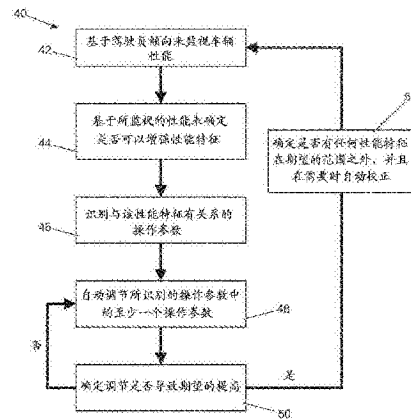 40
42
基于驾驶员倾向来监视车辆
性能
44
基于所监视的性能来确定
是否可以增强性能特征
46
识别与该性能特征有关系的
操作参数
自动调节所识别的操作参数中
的至少一个操作参数
48
否
确定调节是否导致期望的提高
50
是
确定是否有任何性能特征
在期望的范围之外，并且
在需要时自动校正